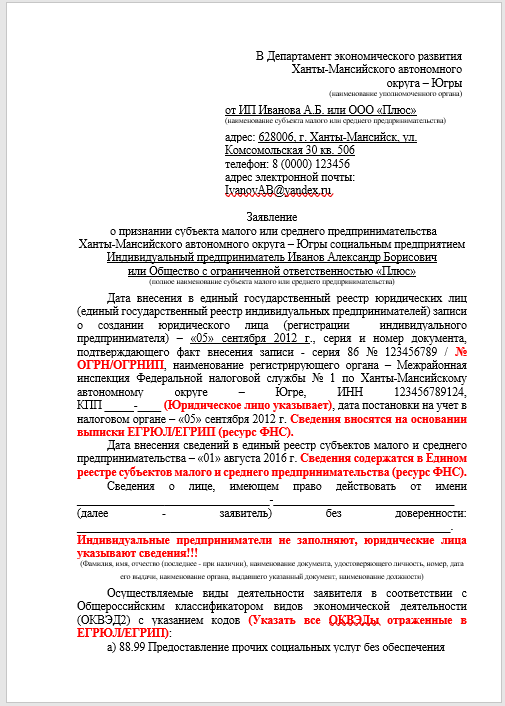 В Департамент экономического развития
Ханты-Мансийского автономного
округа – Югры
(наименование уполномоченного органа)
от ИП Иванова А.Б. или ООО «Плюс»
(наименование субъекта малого или среднего предпринимательства)
адрес: 628006, г. Ханты-Мансийск, ул.
Комсомольская 30 кв. 506
телефон: 8 (0000) 123456
адрес электронной почты:
IvanovAB@yandex.ru
Заявление
о признании субъекта малого или среднего предпринимательства
Ханты-Мансийского автономного округа – Югры социальным предприятием
Индивидуальный предприниматель Иванов Александр Борисович
или Общество с ограниченной ответственностью «Плюс»
(полное наименование субъекта малого или среднего предпринимательства)
Дата внесения в единый государственный реестр юридических лиц
(единый государственный реестр индивидуальных предпринимателей) записи
о создании юридического лица (регистрации индивидуального
предпринимателя) – «05» сентября 2012 г., серия и номер документа,
подтверждающего факт внесения записи - серия 86 № 123456789 / №
ОГРН/ОГРНИП, наименование регистрирующего органа – Межрайонная
инспекция Федеральной налоговой службы № 1 по Ханты-Мансийскому
автономному округе – Югре, ИНН 123456789124,
КПП _____-____ (Юридическое лицо указывает), дата постановки на учет в
налоговом органе – «05» сентября 2012 г. Сведения вносятся на основании
выписки ЕГРЮЛ/ЕГРИП (ресурс ФНС).
Дата внесения сведений в единый реестр субъектов малого и среднего
предпринимательства – «01» августа 2016 г. Сведения содержатся в Едином
реестре субъектов малого и среднего предпринимательства (ресурс ФНС).
Сведения о лице, имеющем право действовать от имени
________________________________-______________________________
(далее - заявитель) без доверенности:
______________________________________________________________.
Индивидуальные предприниматели не заполняют, юридические лица
указывают сведения!!!
(Фамилия, имя, отчество (последнее - при наличии), наименование документа, удостоверяющего личность, номер, дата
его выдачи, наименование органа, выдавшего указанный документ, наименование должности)
Осуществляемые виды деятельности заявителя в соответствии с
Общероссийским классификатором видов экономической деятельности
(ОКВЭД2) с указанием кодов (Указать все ОКВЭДы отраженные в
ЕГРЮЛ/ЕГРИП):
а) 88.99 Предоставление прочих социальных услуг без обеспечения